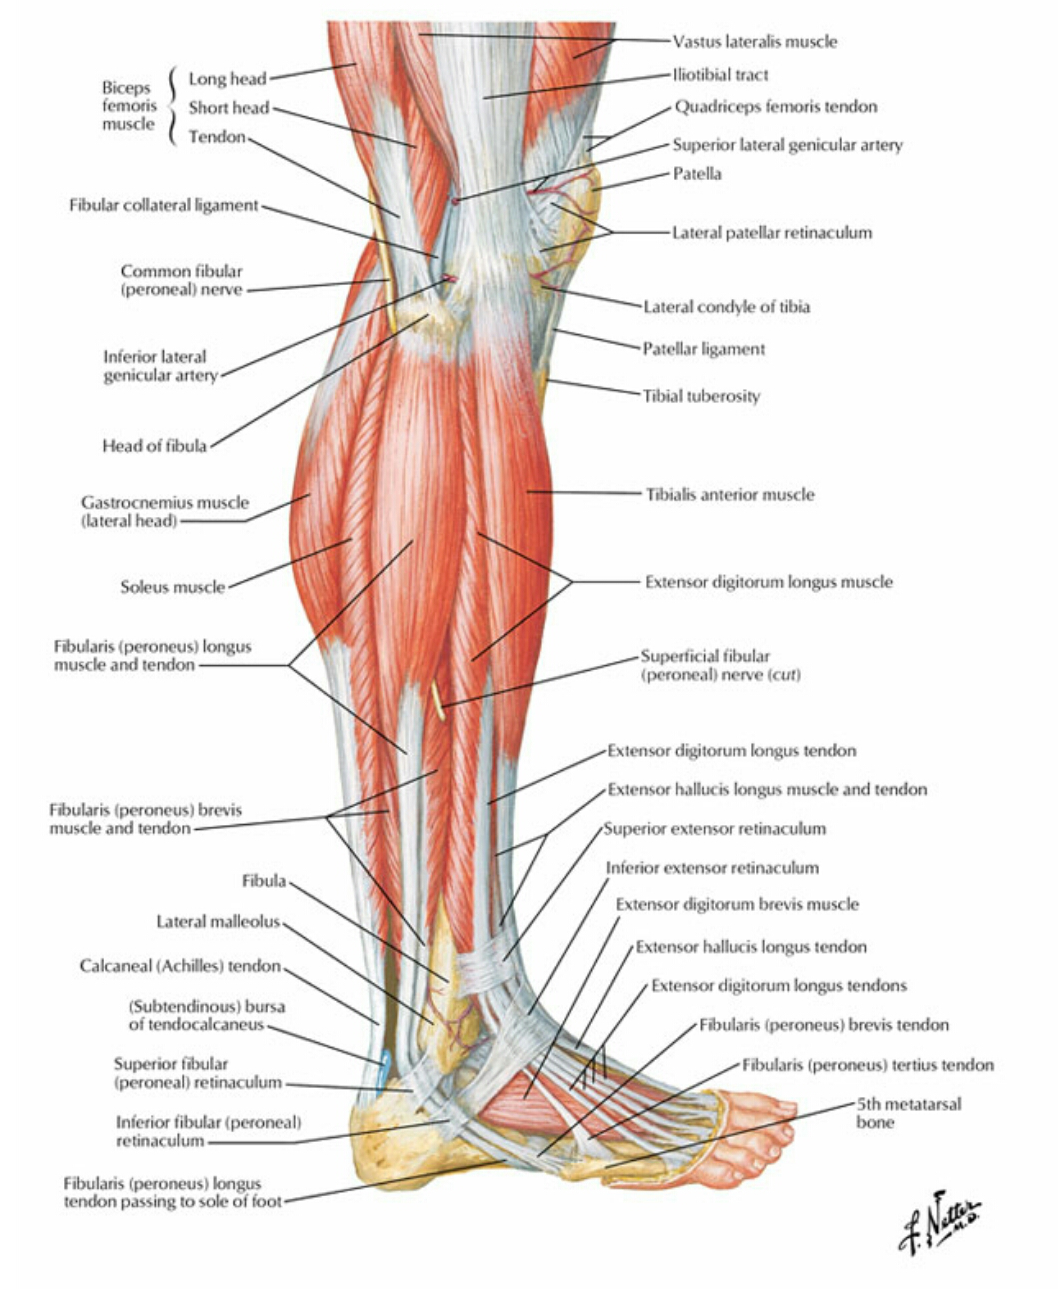 Biceps
femoris
muscle
Long head
Short head
Tendon
Fibular collateral ligament
Common fibular
(peroneal) nerve
Inferior lateral
genicular artery
Head of fibula
Gastrocnemius muscle
(lateral head)
Soleus muscle
Fibularis (peroneus) longus
muscle and tendon
Fibularis (peroneus) brevis
muscle and tendon
Fibula
Lateral malleolus
Calcaneal (Achilles) tendon
(Subtendinous) bursa
of tendocalcaneus
Superior fibular
(peroneal) retinaculum
Inferior fibular (peroneal)
retinaculum
Fibularis (peroneus) longus
tendon passing to sole of foot
Vastus lateralis muscle
Iliotibial tract
Quadriceps femoris tendon
Superior lateral genicular artery
Patella
Lateral patellar retinaculum
Lateral condyle of tibia
Patellar ligament
Tibial tuberosity
Tibialis anterior muscle
Extensor digitorum longus muscle
Superficial fibular
(peroneal) nerve (cut)
Extensor digitorum longus tendon
Extensor hallucis longus muscle and tendon
Superior extensor retinaculum
Inferior extensor retinaculum
Extensor digitorum brevis muscle
Extensor hallucis longus tendon
Extensor digitorum longus tendons
Fibularis (peroneus) brevis tendon
Fibularis (peroneus) tertius tendon
5th metatarsal
bone
F. Netter
M.D.